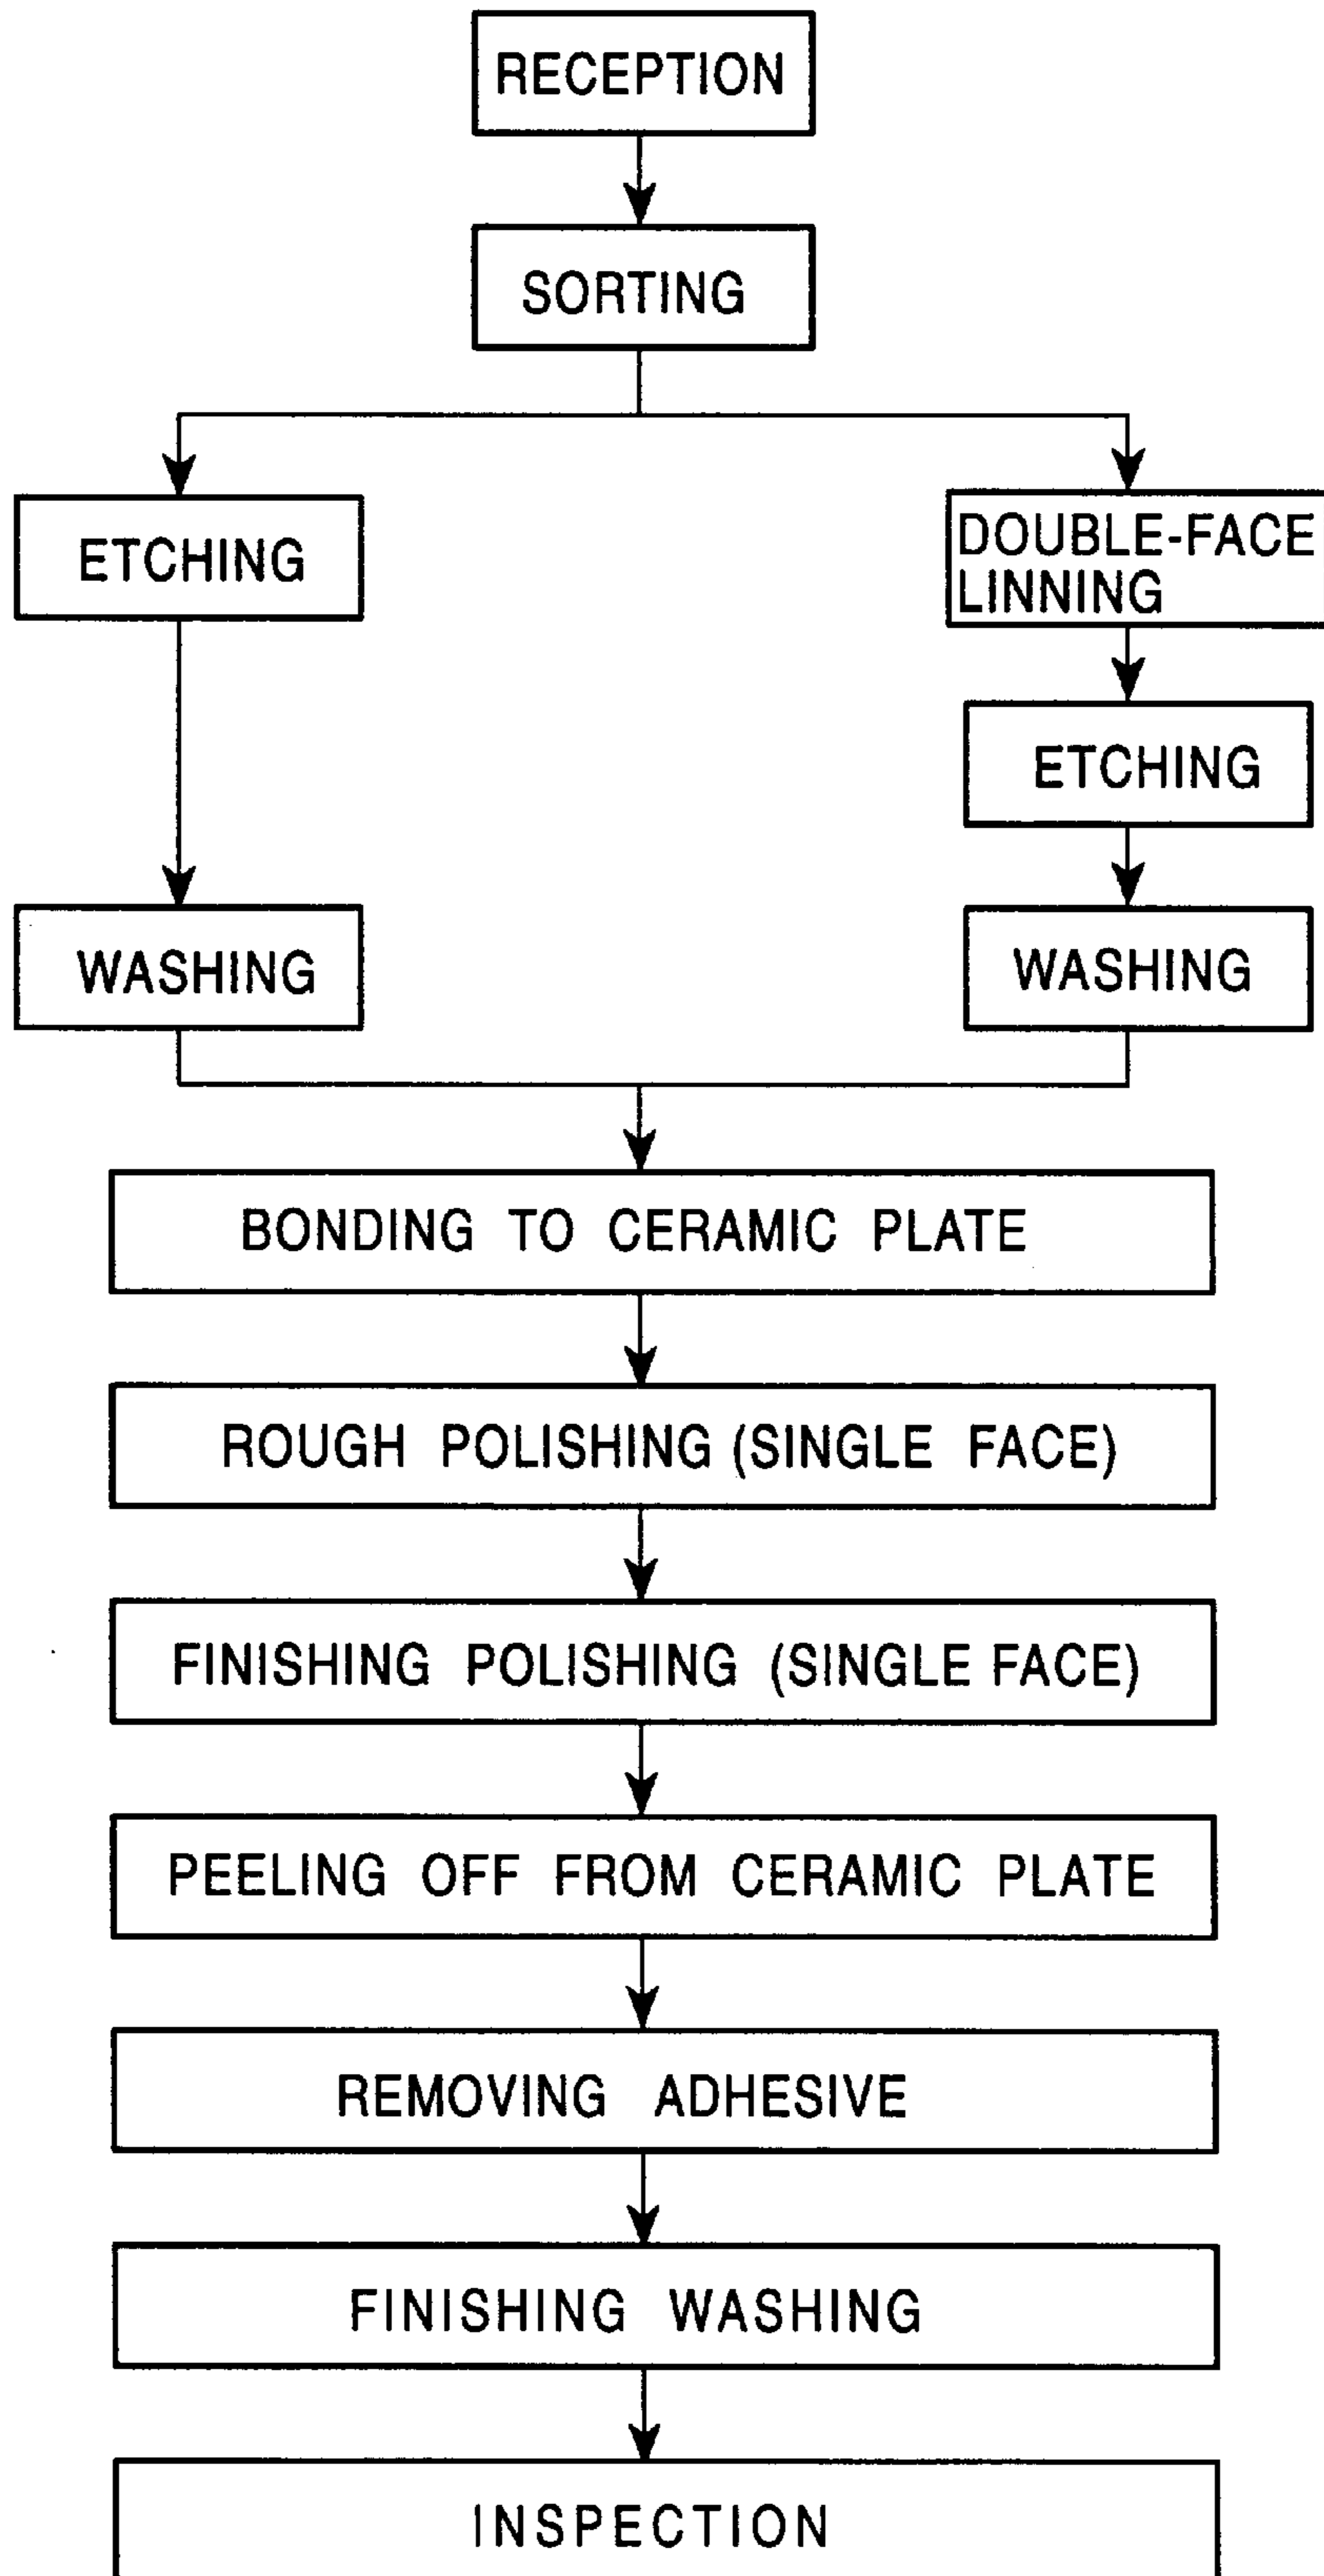 RECEPTION
SORTING
ETCHING
DOUBLE-FACE
LINNING
ETCHING
WASHING
WASHING
BONDING TO CERAMIC PLATE
ROUGH POLISHING (SINGLE FACE)
FINISHING POLISHING (SINGLE FACE)
PEELING OFF FROM CERAMIC PLATE
REMOVING ADHESIVE
FINISHING WASHING
INSPECTION